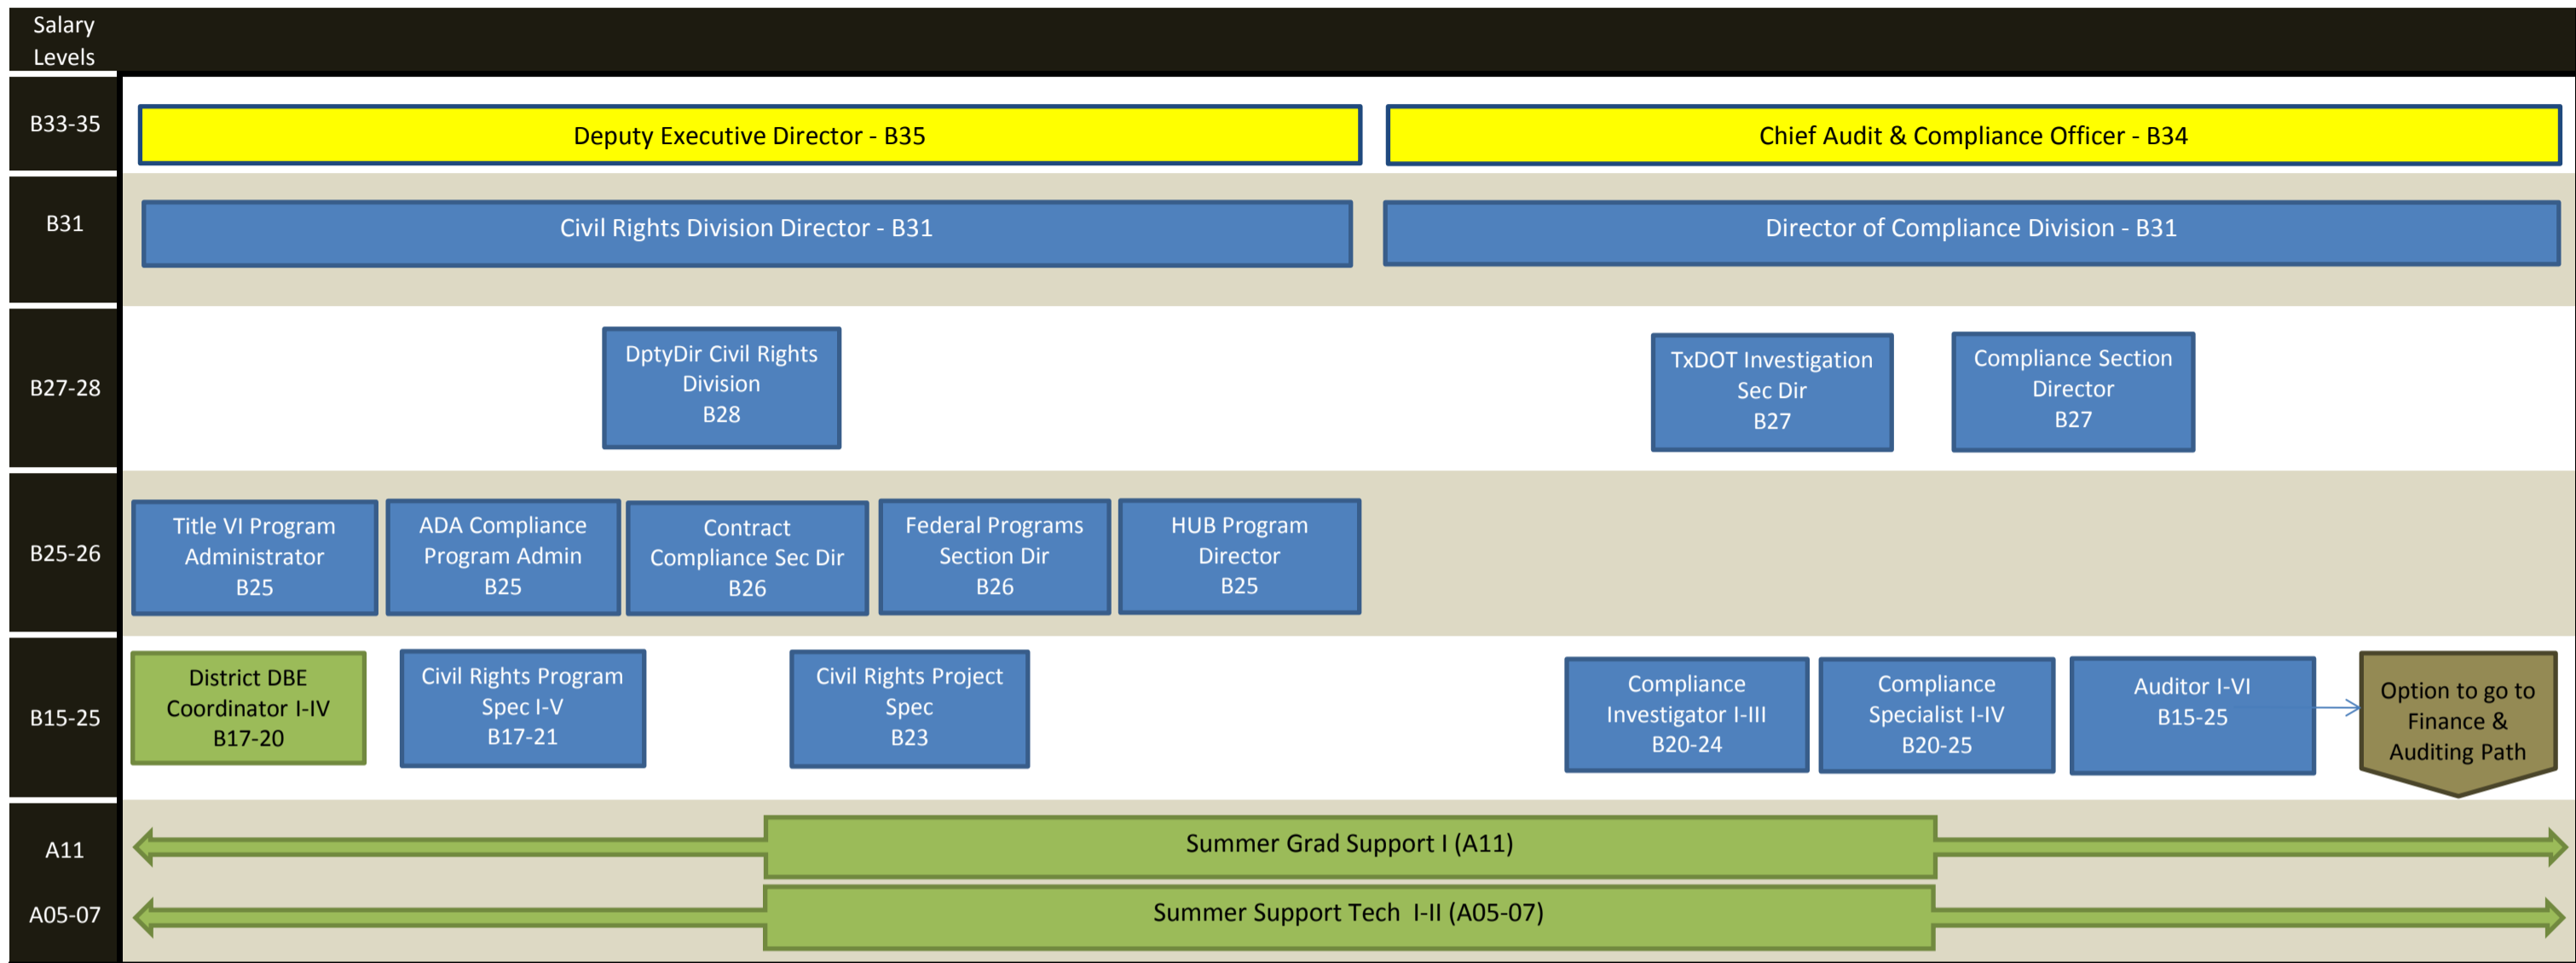 Salary
Levels
B33-35
Deputy Executive Director - B35
Chief Audit & Compliance Officer - B34
B31
Civil Rights Division Director - B31
Director of Compliance Division - B31
B27-28
DptyDir Civil Rights
Division
B28
TxDOT Investigation
Sec Dir
B27
Compliance Section
Director
B27
B25-26
Title VI Program
Administrator
B25
ADA Compliance
Program Admin
B25
Contract
Compliance Sec Dir
B26
Federal Programs
Section Dir
B26
HUB Program
Director
B25
B15-25
District DBE
Coordinator I-IV
B17-20
Civil Rights Program
Spec I-V
B17-21
Civil Rights Project
Spec
B23
Compliance
Investigator I-III
B20-24
Compliance
Specialist I-IV
B20-25
Auditor I-VI
B15-25
Option to go to
Finance &
Auditing Path
A11
Summer Grad Support I (A11)
A05-07
Summer Support Tech I-II (A05-07)